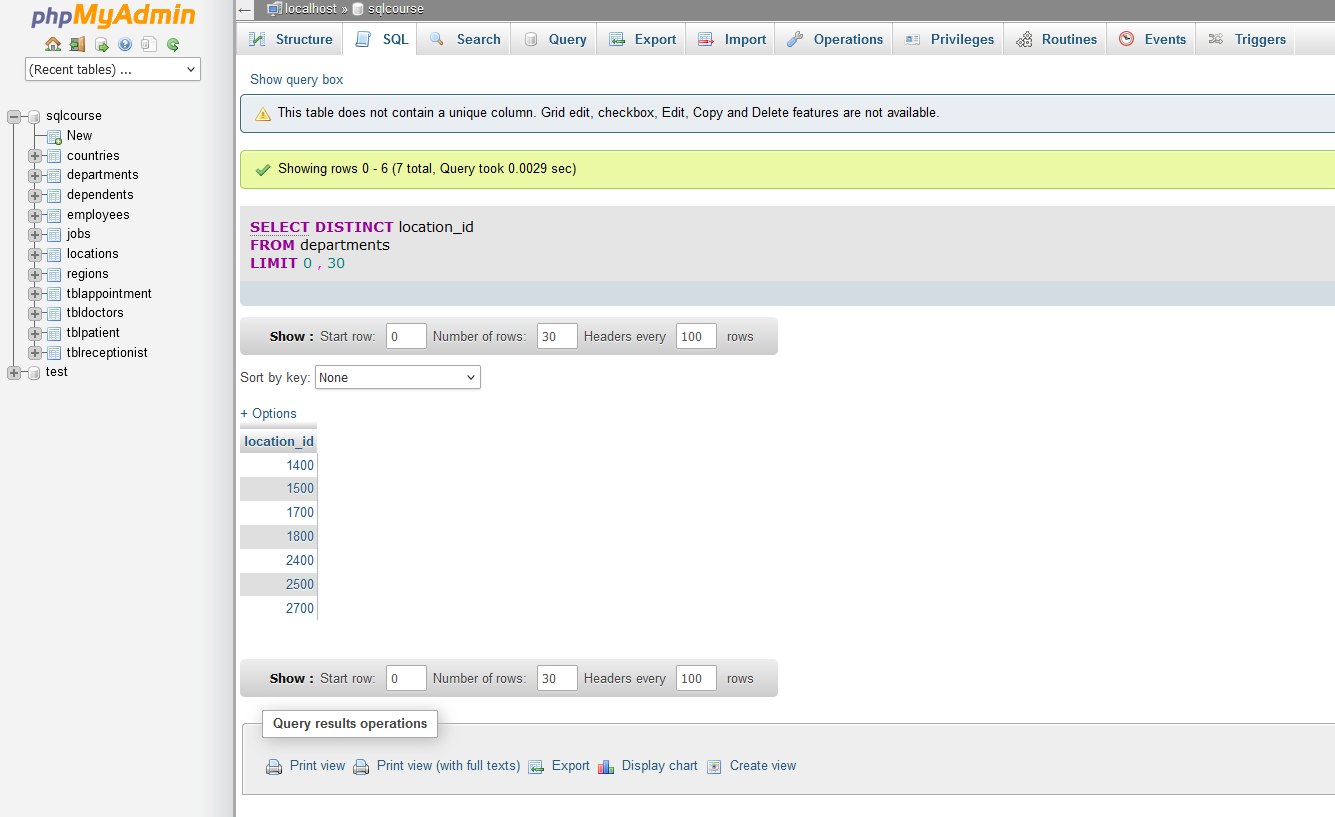 phpMyAdmin
(Recent tables) ...
sqlcourse
New
countries
departments
dependents
employees
jobs
locations
regions
tblappointment
tbldoctors
tblpatient
tblreceptionist
test
← localhost » sqlcourse
Structure SQL Search Query Export Import Operations Privileges Routines Events Triggers
Show query box
This table does not contain a unique column. Grid edit, checkbox, Edit, Copy and Delete features are not available.
Showing rows 0 - 6 (7 total, Query took 0.0029 sec)
SELECT DISTINCT location_id
FROM departments
LIMIT 0 , 30
Show : Start row: 0 Number of rows: 30 Headers every 100 rows
Sort by key: None
+ Options
location_id
1400
1500
1700
1800
2400
2500
2700
Show : Start row: 0 Number of rows: 30 Headers every 100 rows
Query results operations
Print view Print view (with full texts) Export Display chart Create view